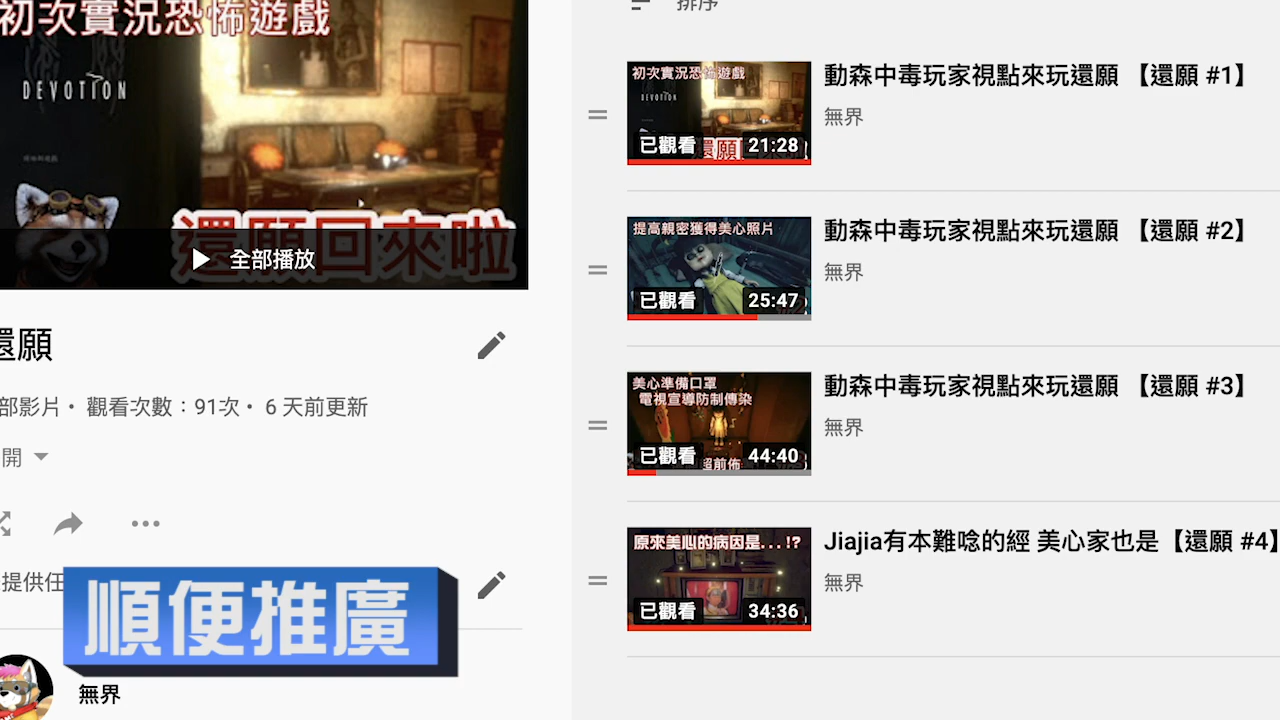 初次實況恐怖遊戲
DEVOTION
還願回來啦
全部播放
還願
部影片・ 觀看次數：91次・ 6 天前更新
開
提供任
順便推廣
無界
排序
初次實況恐怖遊戲
DEVOTION
還願
已觀看
21:28
動森中毒玩家視點來玩還願 【還願 #1】
無界
提高親密獲得美心照片
已觀看
25:47
動森中毒玩家視點來玩還願 【還願 #2】
無界
美心準備口罩
電視宣導防制傳染
已觀看
44:40
動森中毒玩家視點來玩還願 【還願 #3】
無界
原來美心的病因是...!?
已觀看
34:36
Jiajia有本難唸的經 美心家也是【還願 #4】
無界